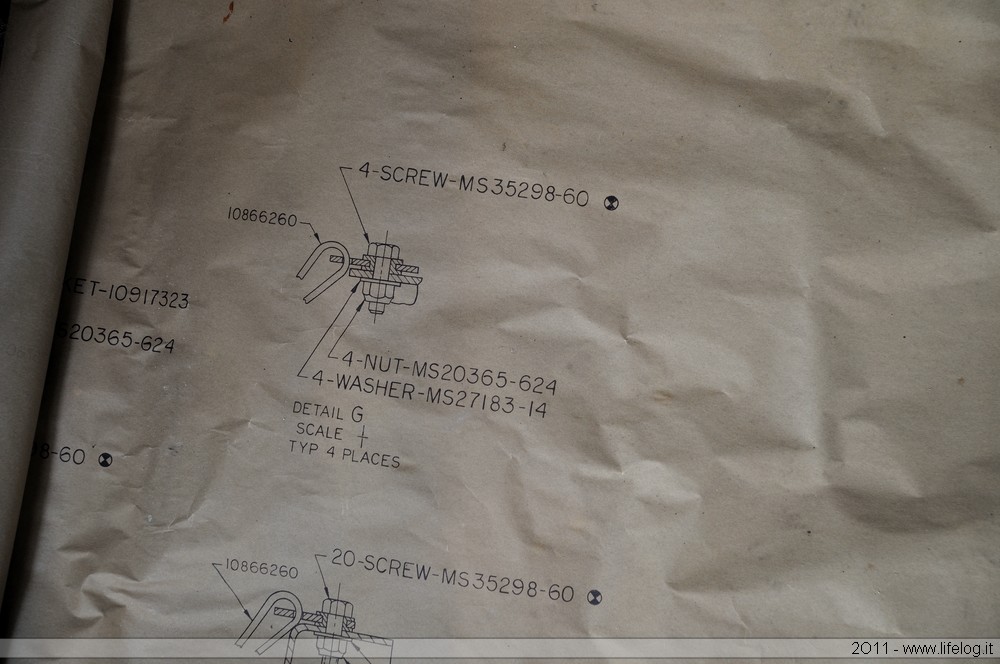 4-SCREW-MS35298-60
10866260
ET-10917323
S20365-624
4-NUT-MS20365-624
4-WASHER-MS27183-14
DETAIL G
SCALE
TYP 4 PLACES
8-60
20-SCREW-MS35298-60
10866260
2011 - www.lifelog.it